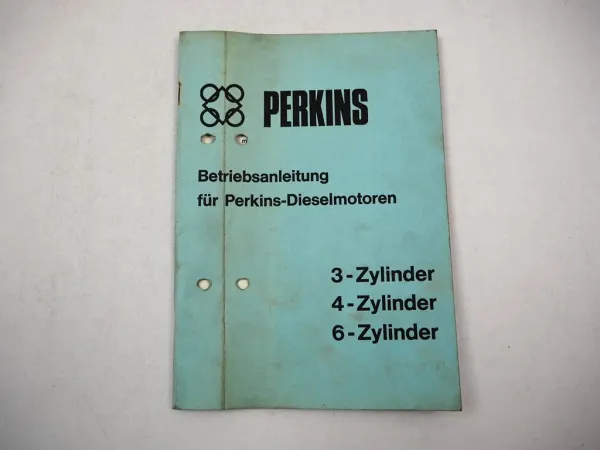 PERKINS
Betriebsanleitung
für Perkins-Dieselmotoren
3-Zylinder
4-Zylinder
6-Zylinder